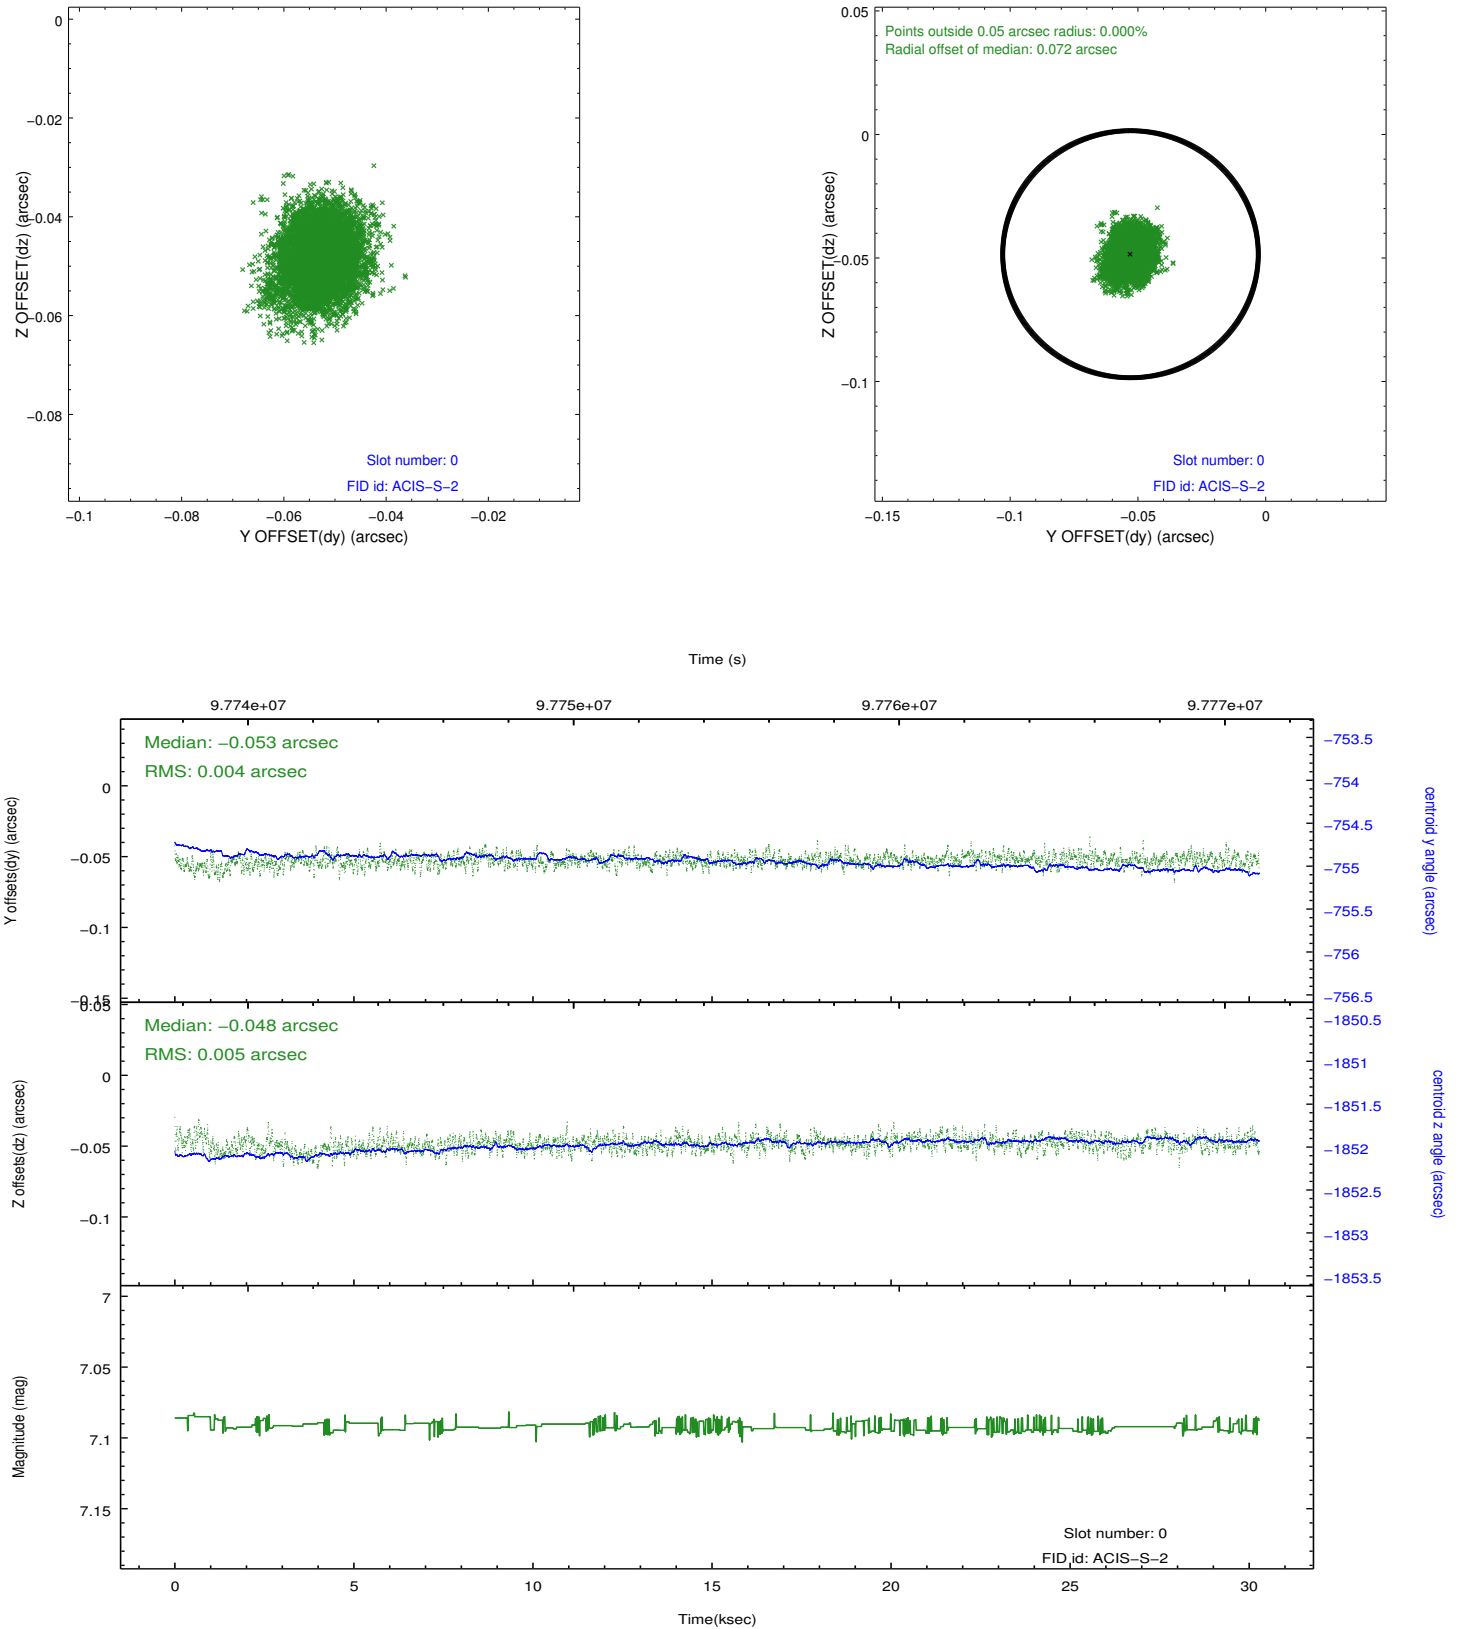 0
−0.02
−0.04
−0.06
−0.08
Z OFFSET(dz) (arcsec)
Slot number: 0
FID id: ACIS−S−2
−0.1
−0.08
−0.06
−0.04
−0.02
Y OFFSET(dy) (arcsec)
0.05
0
−0.05
−0.1
Z OFFSET(dz) (arcsec)
Points outside 0.05 arcsec radius: 0.000%
Radial offset of median: 0.072 arcsec
Slot number: 0
FID id: ACIS−S−2
−0.15
−0.1
−0.05
0
Y OFFSET(dy) (arcsec)
Time (s)
9.774e+07
9.775e+07
9.776e+07
9.777e+07
Median: −0.053 arcsec
RMS: 0.004 arcsec
0
−0.05
−0.1
−0.15
Y offsets(dy) (arcsec)
−753.5
−754
−754.5
−755
−755.5
−756
−756.5
centroid y angle (arcsec)
Median: −0.048 arcsec
RMS: 0.005 arcsec
0.05
0
−0.05
−0.1
Z offsets(dz) (arcsec)
−1850.5
−1851
−1851.5
−1852
−1852.5
−1853
−1853.5
centroid z angle (arcsec)
7
7.05
7.1
7.15
Magnitude (mag)
Slot number: 0
FID id: ACIS−S−2
0
5
10
15
20
25
30
Time(ksec)